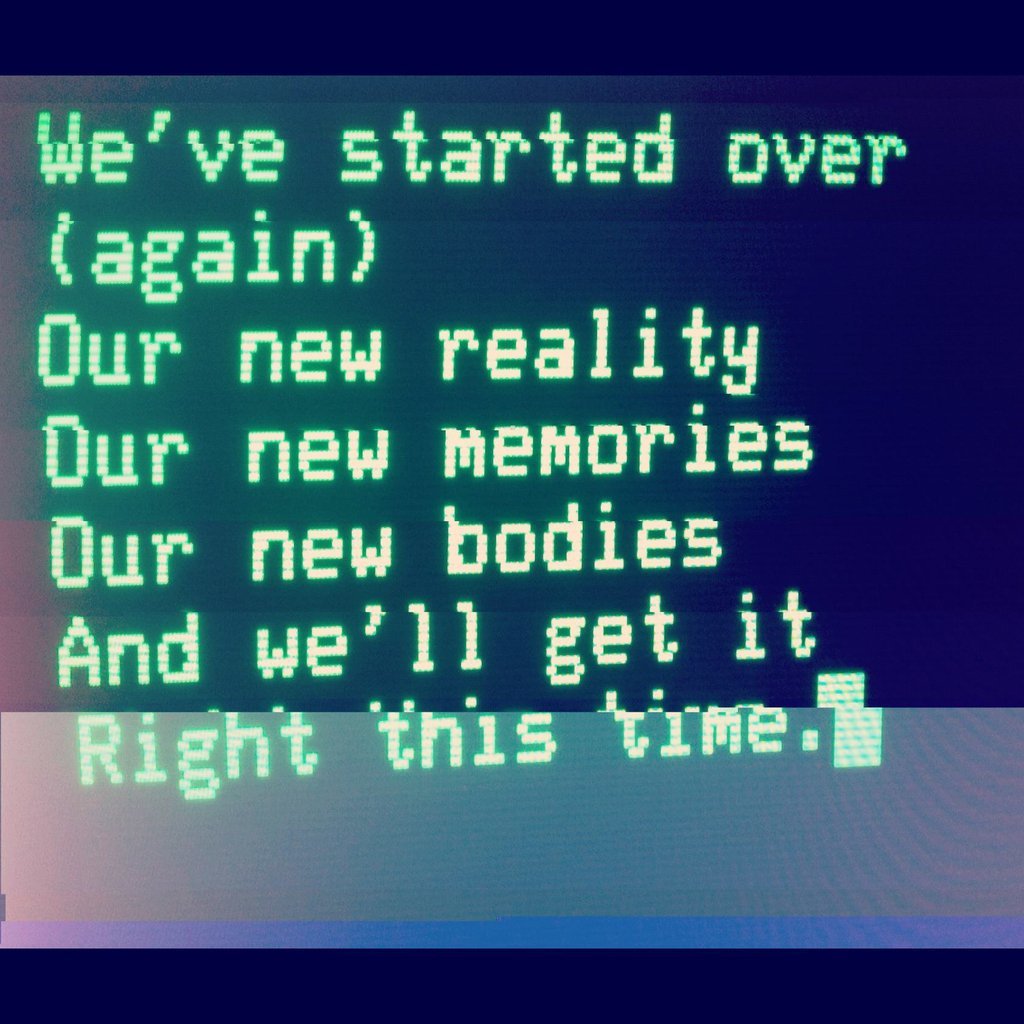 We've started over
(again)
Our new reality
Our new memories
Our new bodies
And we'll get it
Right this time.